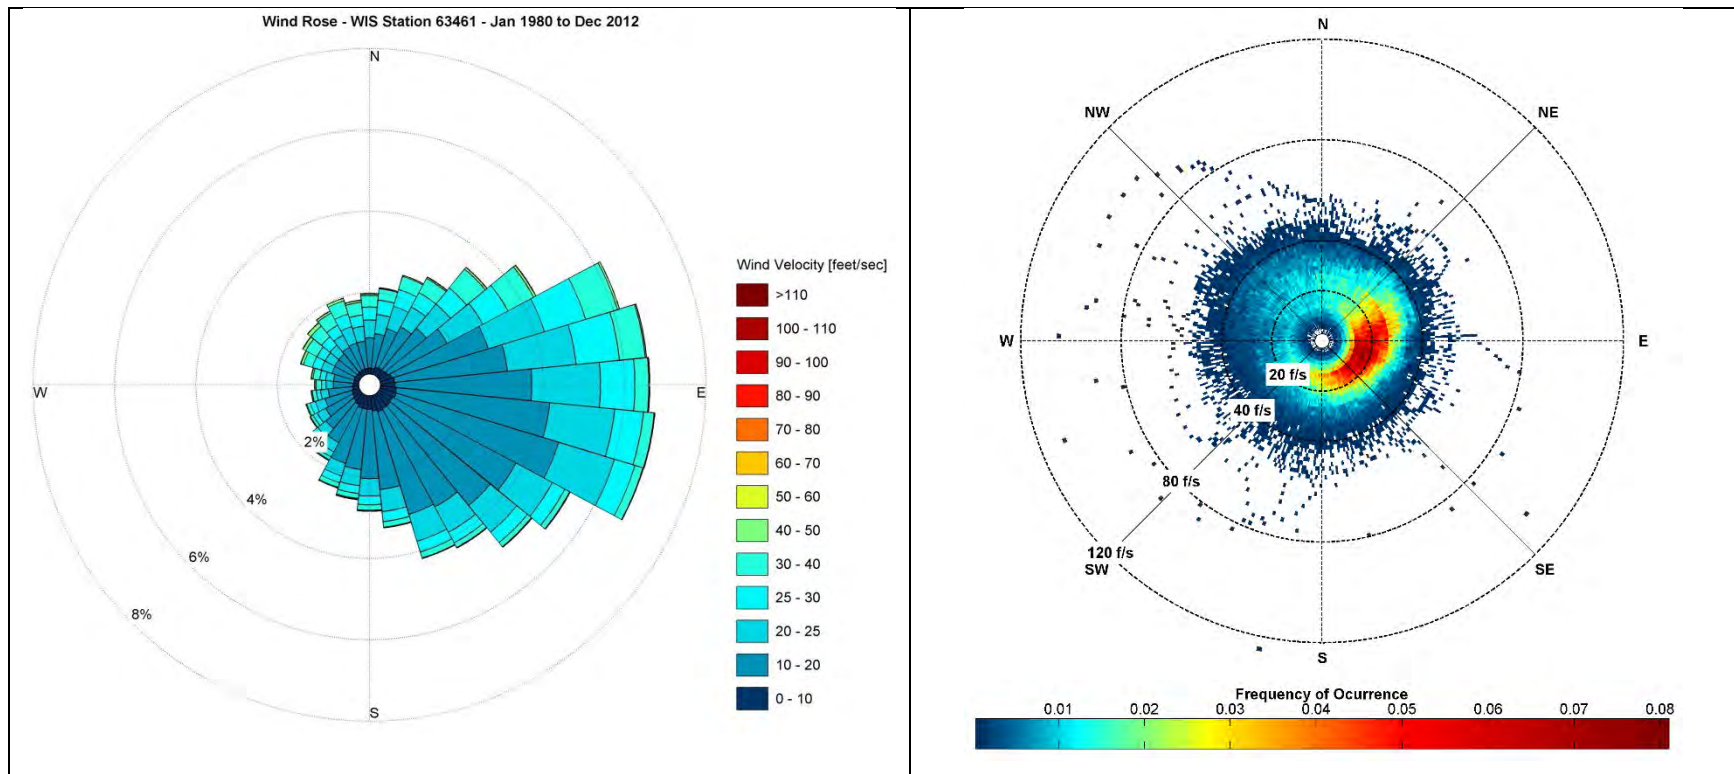 Wind Rose - WIS Station 63461 - Jan 1980 to Dec 2012
N
W
E
S
2%
4%
6%
8%
Wind Velocity [feet/sec]
>110
100 - 110
90 - 100
80 - 90
70 - 80
60 - 70
50 - 60
40 - 50
30 - 40
25 - 30
20 - 25
10 - 20
0 - 10
N
NW
NE
W
E
20 f/s
40 f/s
80 f/s
120 f/s
SW
SE
S
Frequency of Ocurrence
0.01 0.02 0.03 0.04 0.05 0.06 0.07 0.08